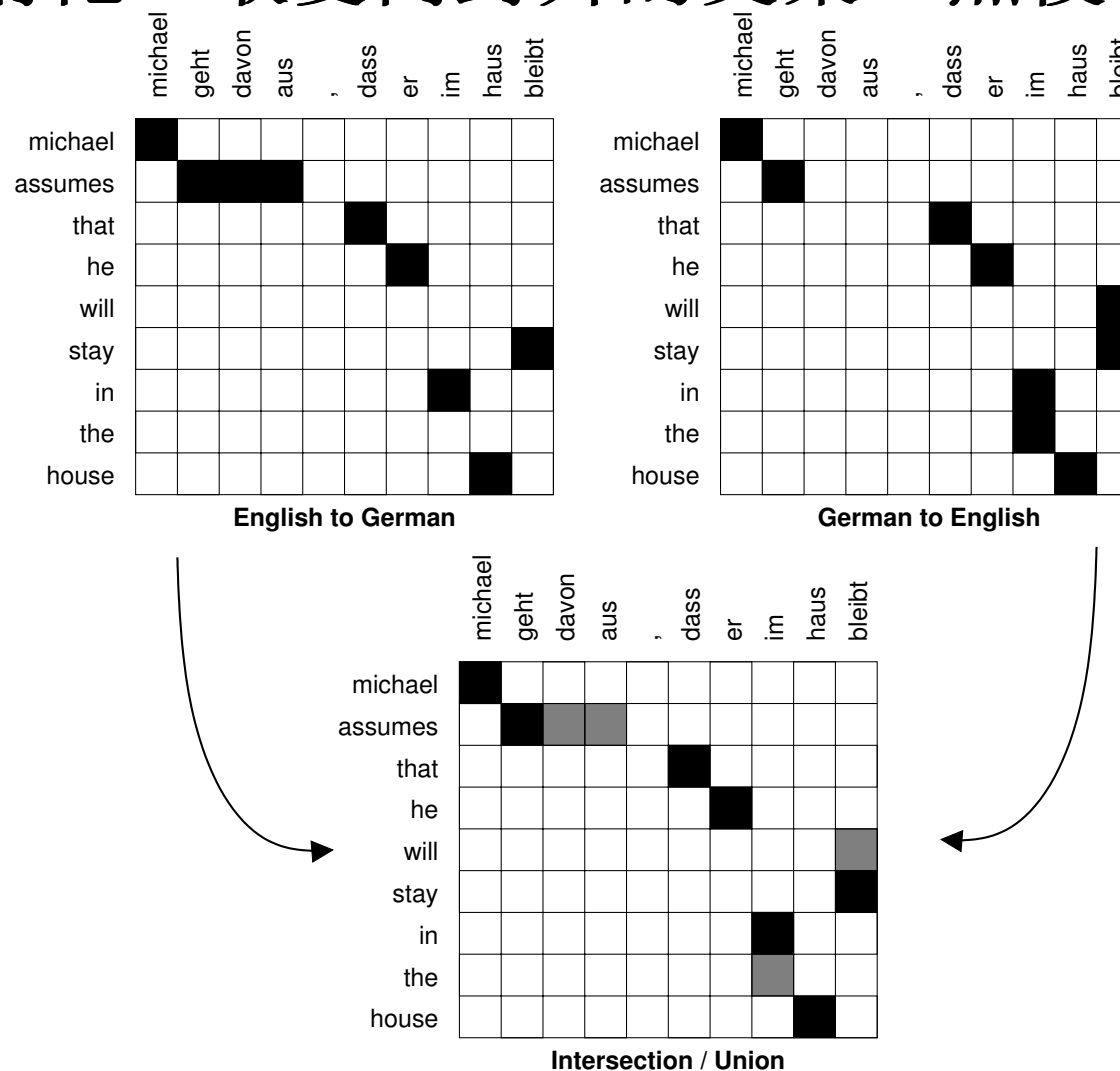 michael geht davon aus , dass er im haus bleibt
michael
assumes
that
he
will
stay
in
the
house
English to German
michael geht davon aus , dass er im haus bleibt
michael
assumes
that
he
will
stay
in
the
house
German to English
michael geht davon aus , dass er im haus bleibt
michael
assumes
that
he
will
stay
in
the
house
Intersection / Union